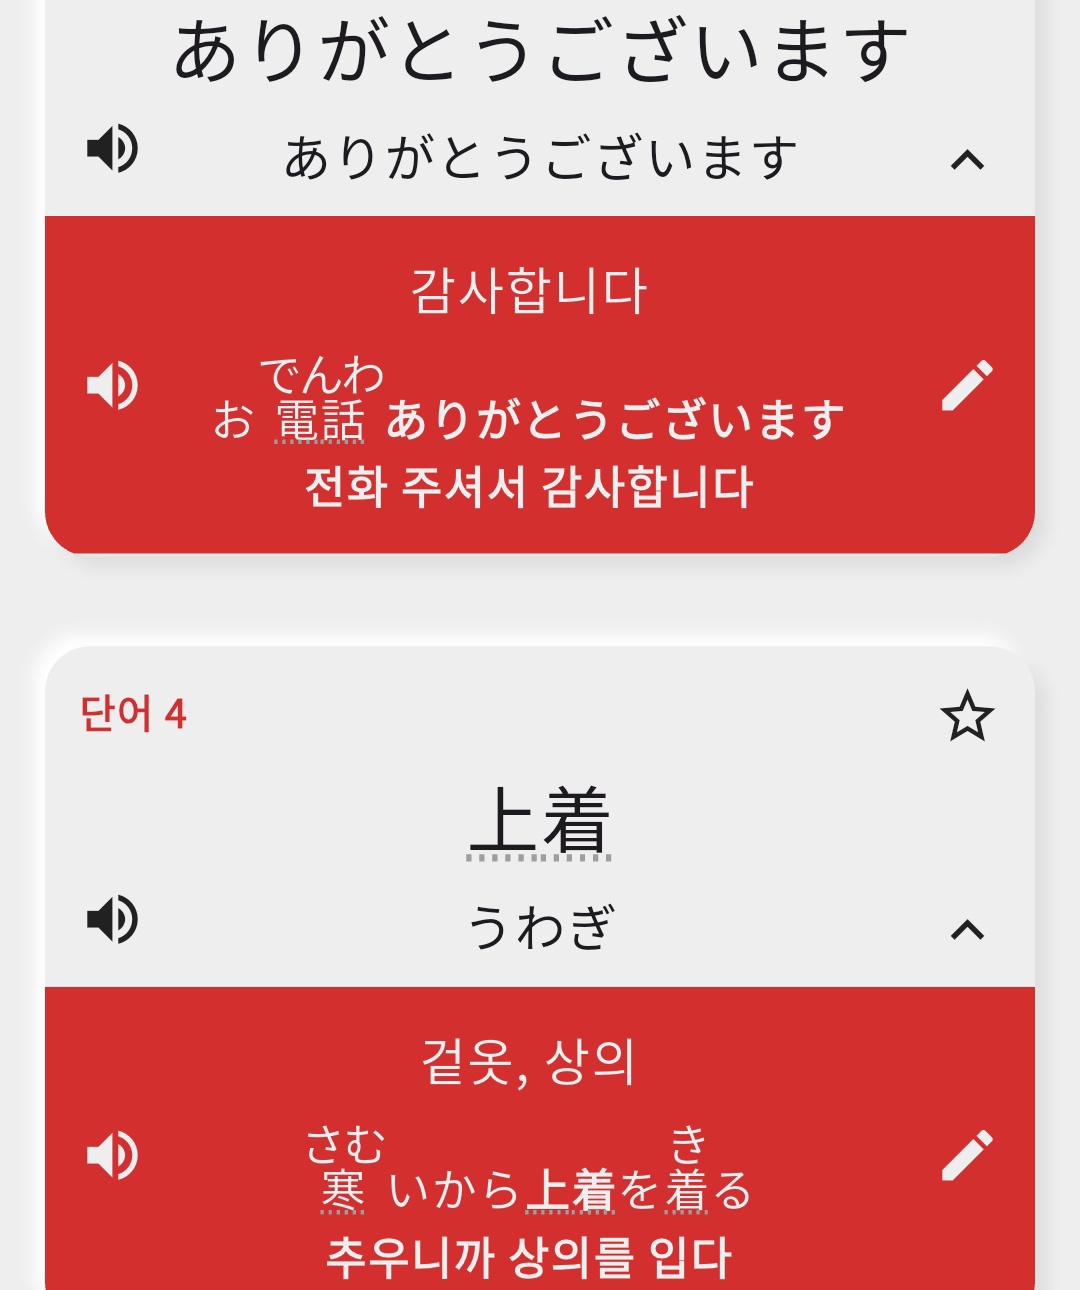 ありがとうございます
ありがとうございます
감사합니다
でんわ
お 電話 ありがとうございます
전화 주셔서 감사합니다
단어 4
上着
うわぎ
겉옷, 상의
さむ き
寒 いから上着を着る
추우니까 상의를 입다